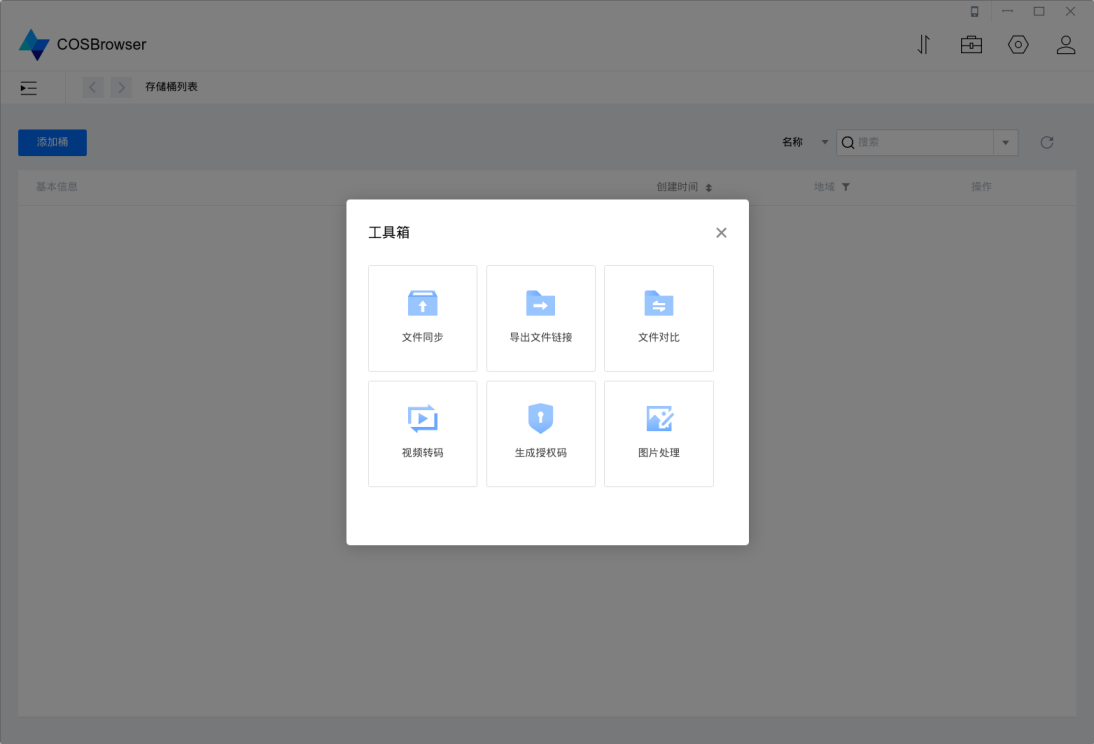 COSBrowser
存储桶列表
添加桶
名称
搜索
基本信息
创建时间
地域
操作
工具箱
文件同步
导出文件链接
文件对比
视频转码
生成授权码
图片处理